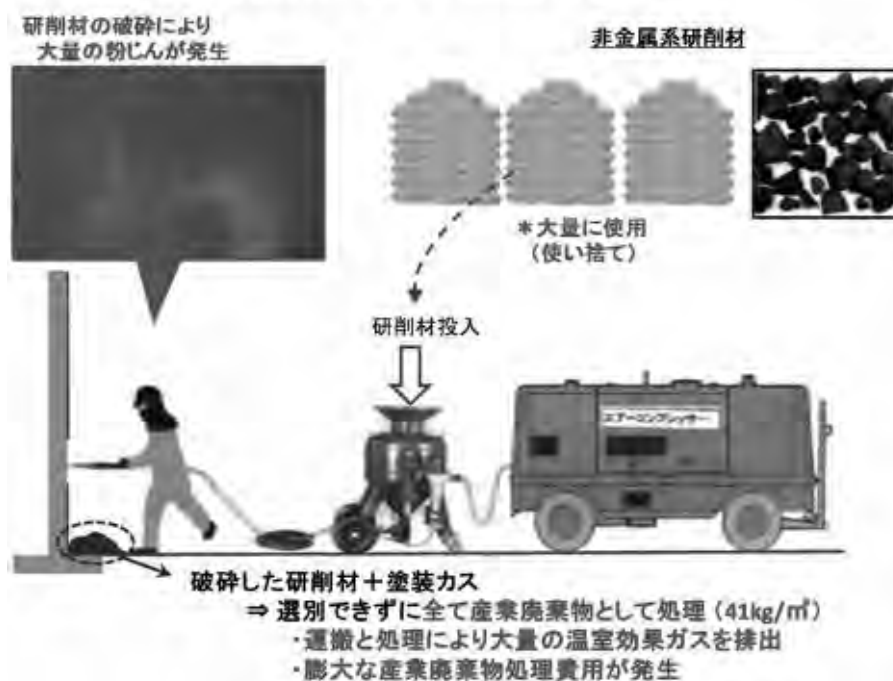 研削材の破砕により
大量の粉じんが発生
非金属系研削材
＊大量に使用
（使い捨て）
研削材投入
エアーコンプレッサー
破砕した研削材＋塗装カス
⇒ 選別できずに全て産業廃棄物として処理（41kg/㎡）
・運搬と処理により大量の温室効果ガスを排出
・膨大な産業廃棄物処理費用が発生